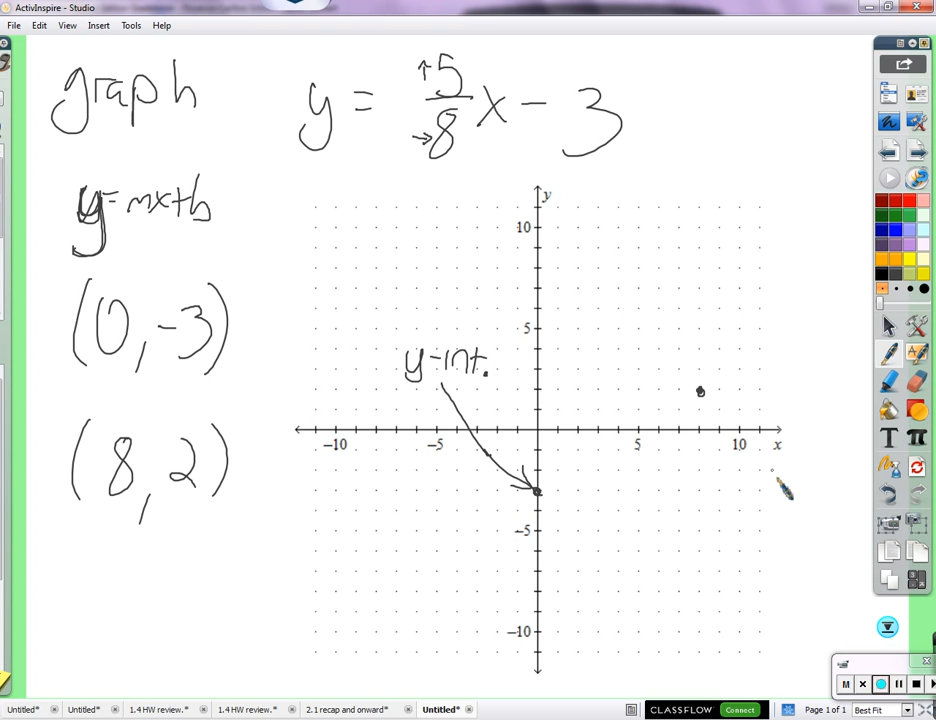 ActivInspire - Studio
File Edit View Insert Tools Help
graph y = ↑5/→8 x - 3
y=mx+b
(0,-3)
(8,2)
y-int.
y
10
5
-10 -5 5 10 x
-5
-10
T π
M
Untitled* Untitled* 1.4 HW review.* 1.4 HW review.* 2.1 recap and onward* Untitled* CLASSFLOW Connect Page 1 of 1 Best Fit